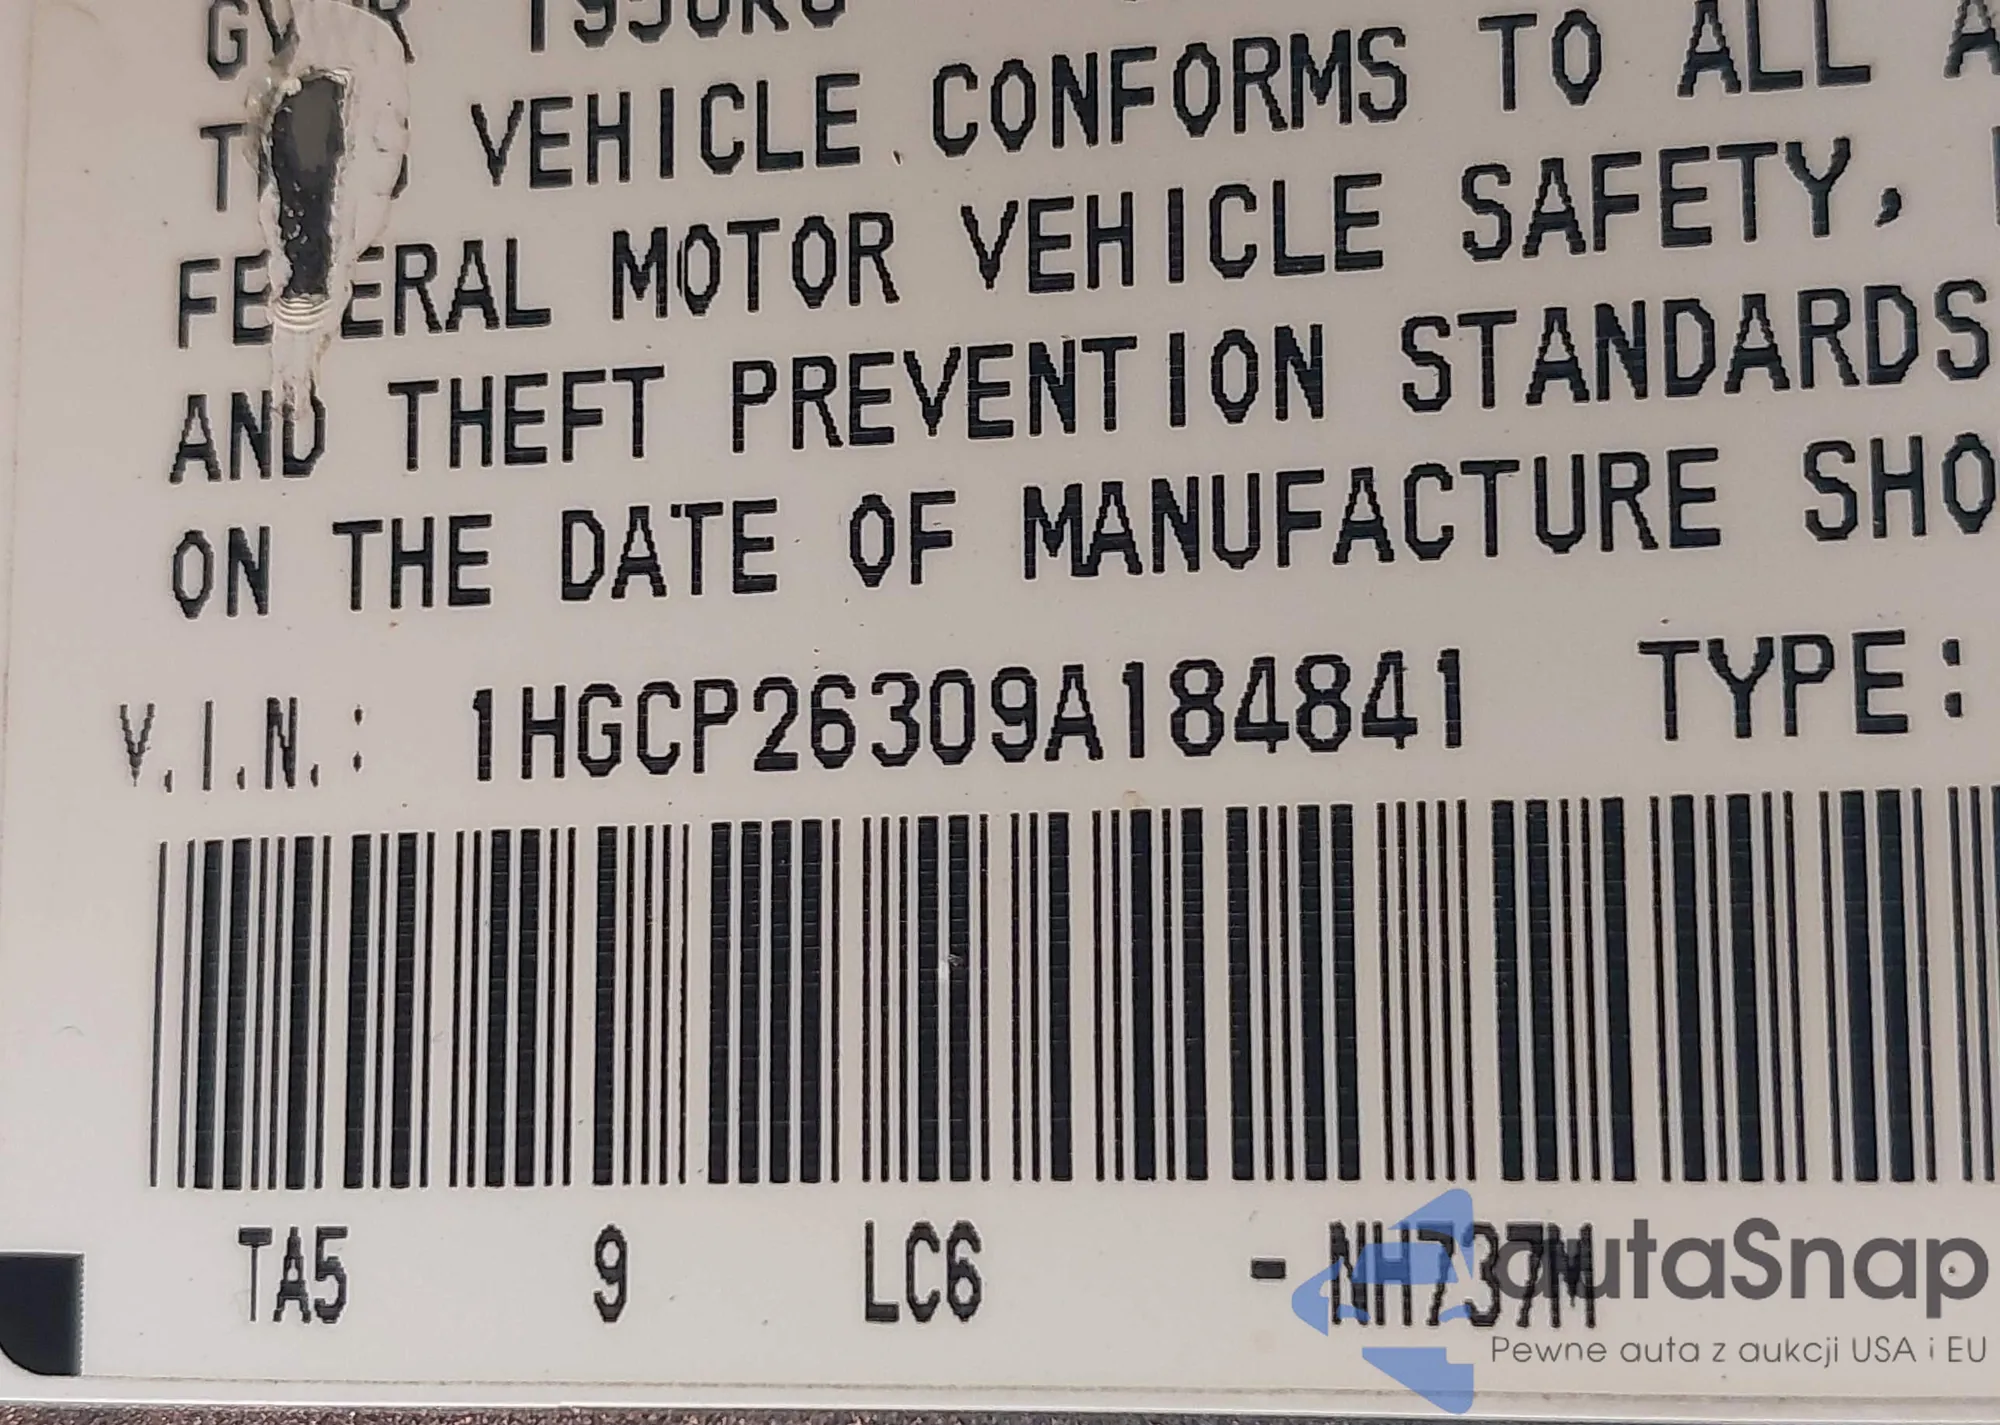 VEHICLE CONFORMS TO ALL
FEDERAL MOTOR VEHICLE SAFETY,
AND THEFT PREVENTION STANDARDS
ON THE DATE OF MANUFACTURE SHO
V.I.N.: 1HGCP26309A184841 TYPE:
TA5 9 LC6 - NH737M
autaSnap
Pewne auta z aukcji USA i EU